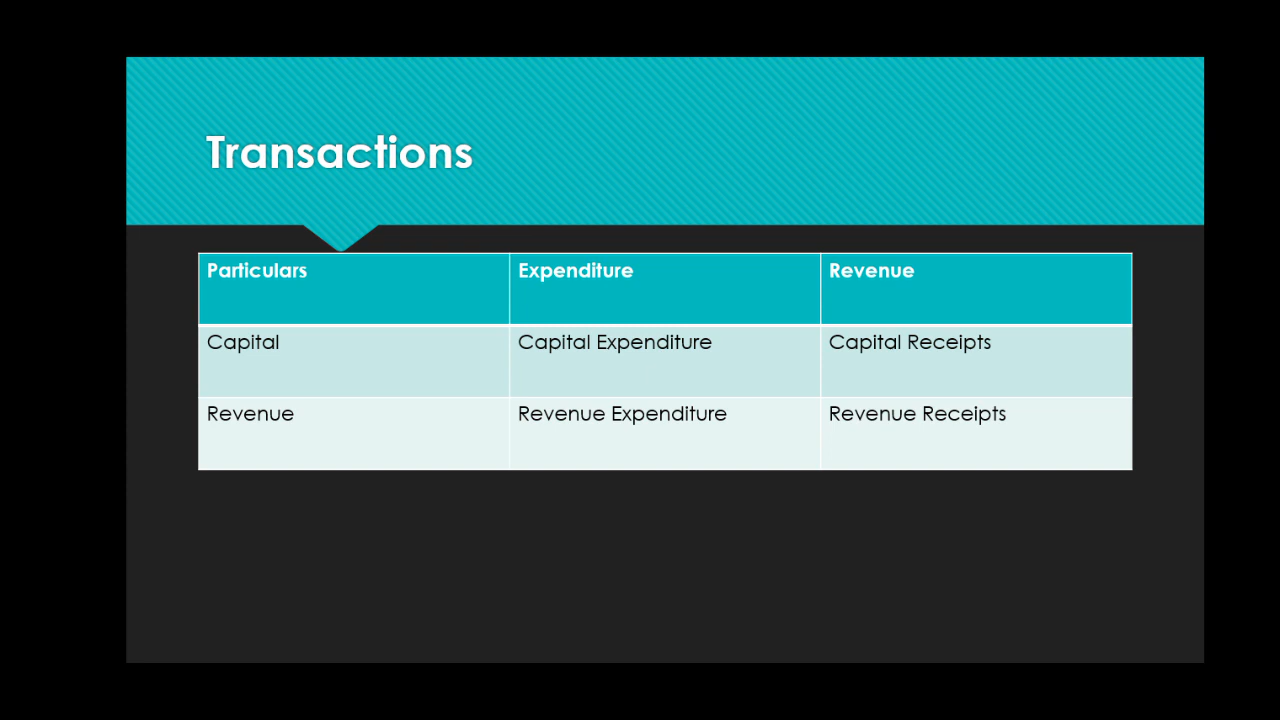 Transactions
Particulars Expenditure Revenue
Capital Capital Expenditure Capital Receipts
Revenue Revenue Expenditure Revenue Receipts